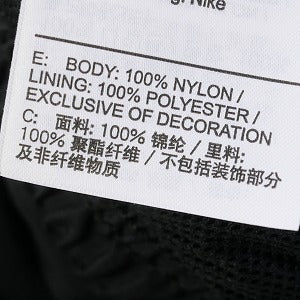 Nike
E: BODY: 100% NYLON /
LINING: 100% POLYESTER /
EXCLUSIVE OF DECORATION
C: 面料: 100% 锦纶 / 里料:
100% 聚酯纤维 / 不包括装饰部分
及非纤维物质